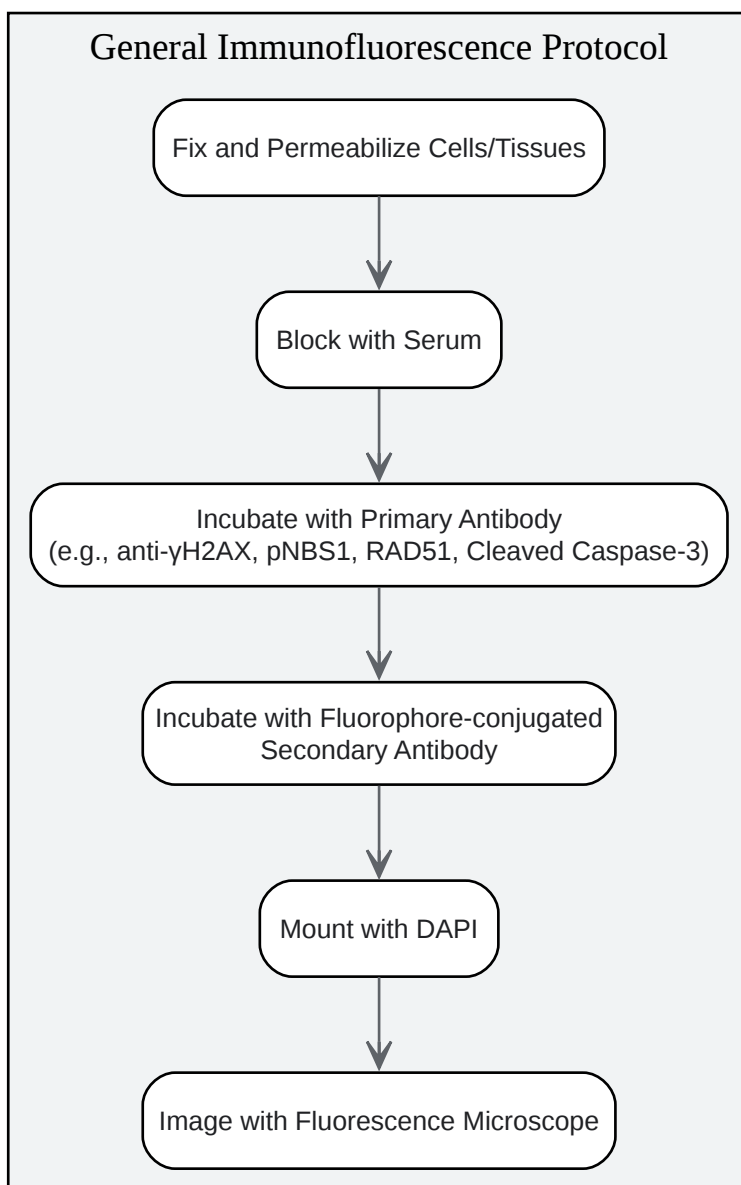 General Immunofluorescence Protocol
Fix and Permeabilize Cells/Tissues
Block with Serum
Incubate with Primary Antibody
(e.g., anti-γH2AX, pNBS1, RAD51, Cleaved Caspase-3)
Incubate with Fluorophore-conjugated
Secondary Antibody
Mount with DAPI
Image with Fluorescence Microscope